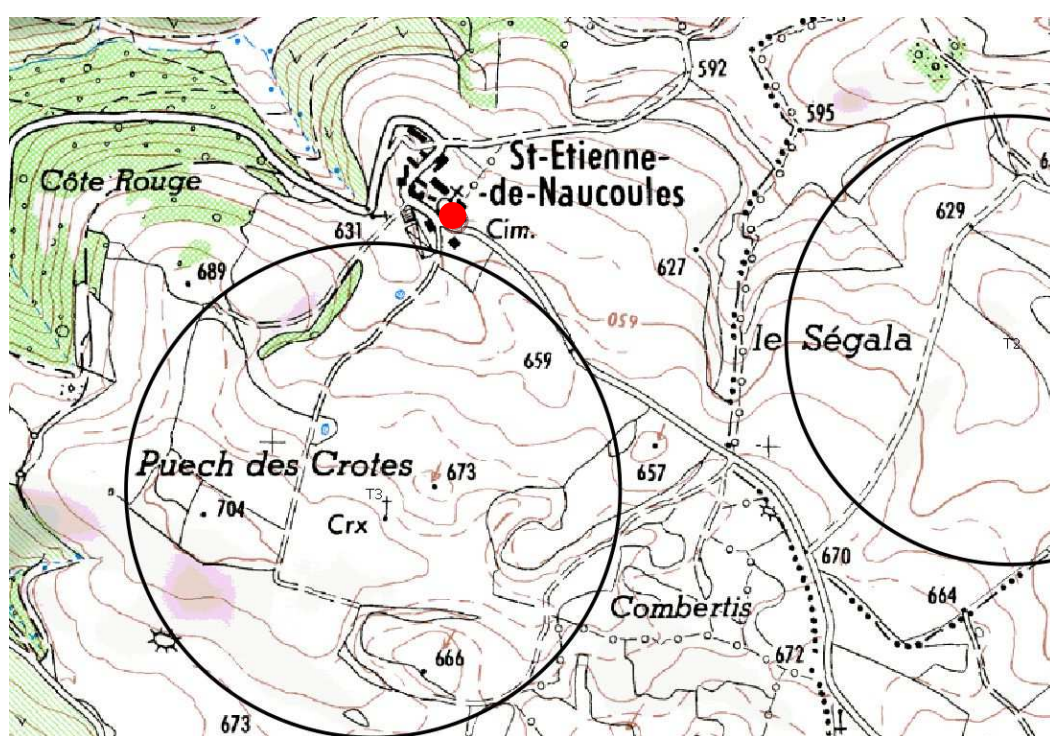 592
595
St-Etienne-
-de-Naucoules
Côte Rouge
629
631
Cim.
627
689
650
le Ségala
T2
659
Puech des Crotes
673
657
T3
704
Crx
670
664
Combertis
672
666
673